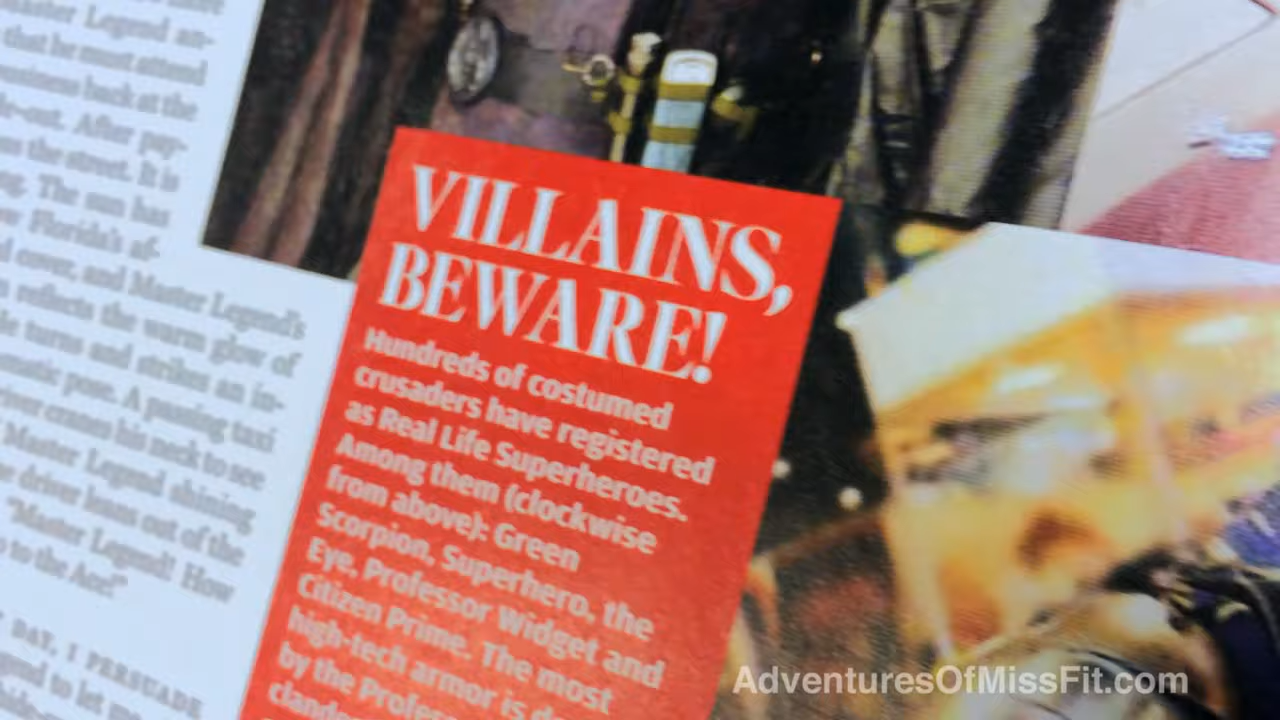 Master Legend an-
that he must attend
back at the
After pay-
the street. It is
The sun has
Florida's af-
cover, and Master Legend's
reflects the warm glow of
turns and strikes an in-
pose. A passing taxi
cranes his neck to see
Master Legend shining
driver leans out of the
"Master Legend! How
to the Ace!"
DAY, I PERSUADE
to let
VILLAINS,
BEWARE!
Hundreds of costumed
crusaders have registered
as Real Life Superheroes.
Among them (clockwise
from above): Green
Scorpion, Superhero, the
Eye, Professor Widget and
Citizen Prime. The most
high-tech armor is
by the
AdventuresOfMissFit.com